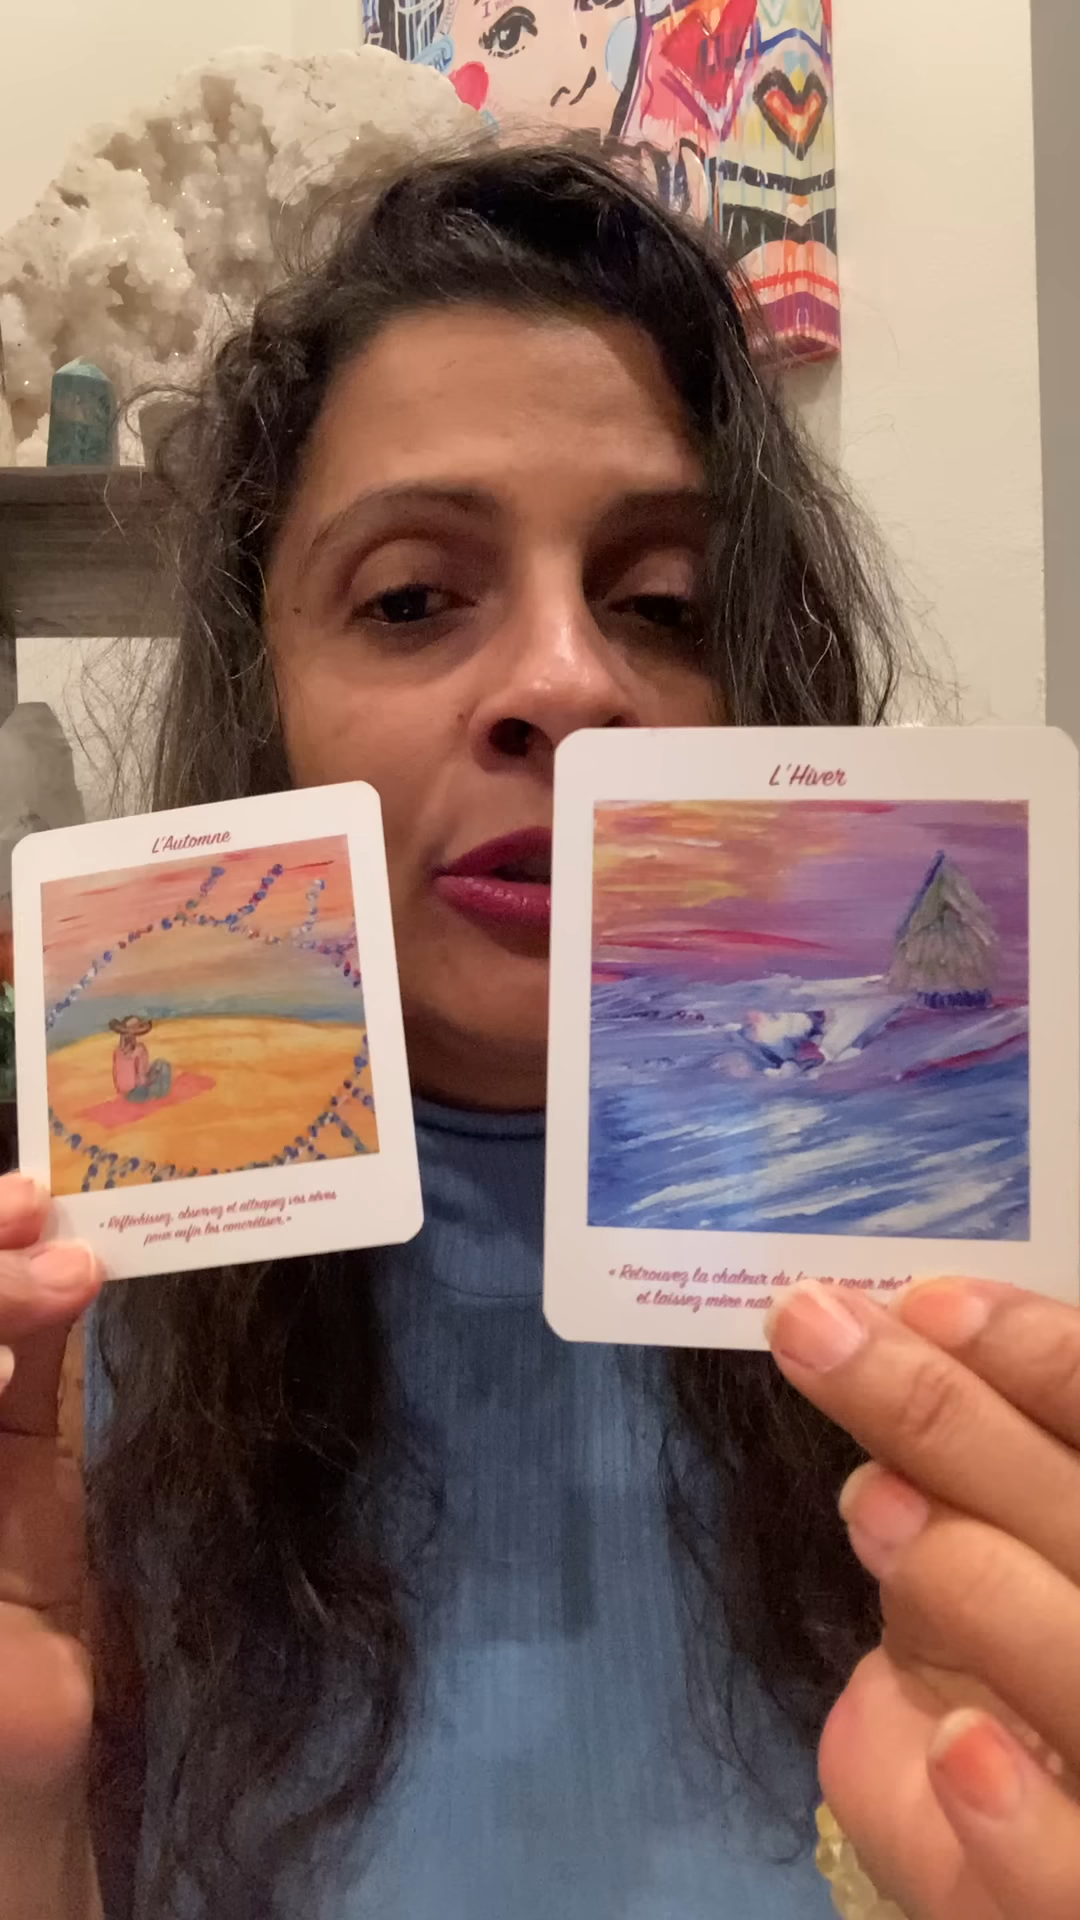 I
L'Automne
« Réfléchissez, observez et attrapez vos rêves
pour enfin les concrétiser. »
L'Hiver
« Retrouvez la chaleur du pour
et laissez mère